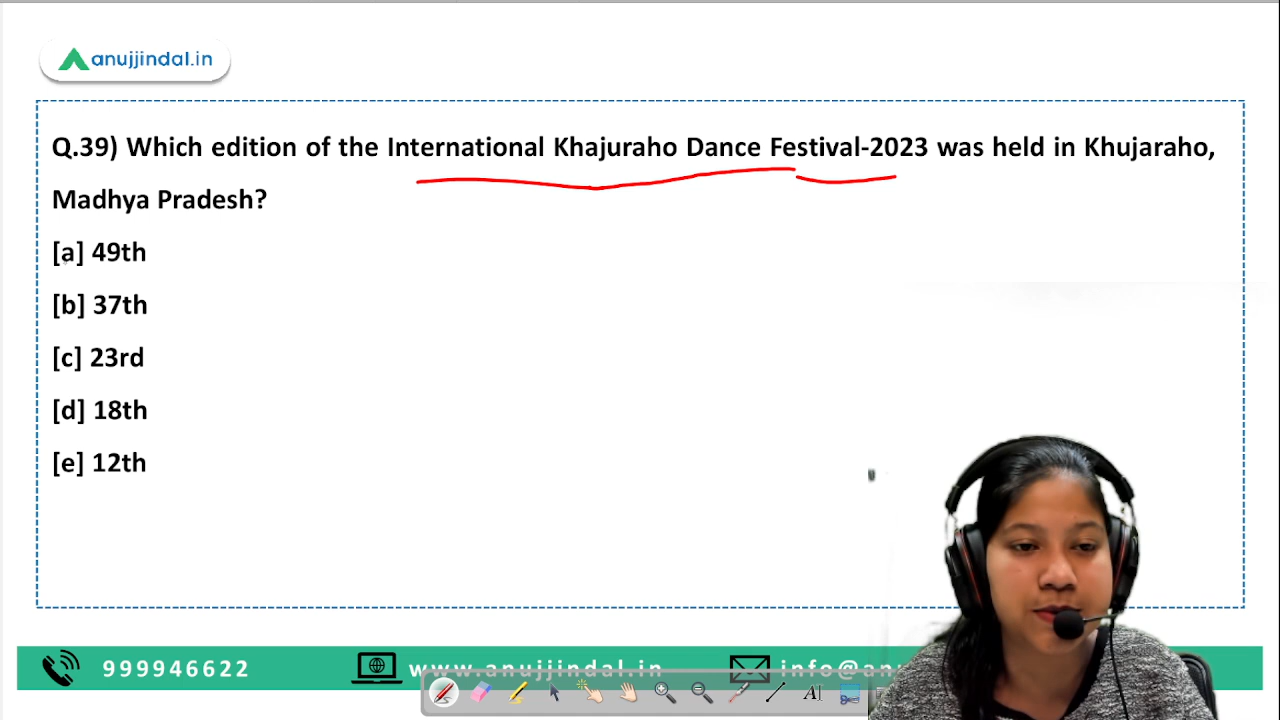 anujjindal.in
Q.39) Which edition of the International Khajuraho Dance Festival-2023 was held in Khujaraho,
Madhya Pradesh?
[a] 49th
[b] 37th
[c] 23rd
[d] 18th
[e] 12th
999946622 www.anujjindal.in info@